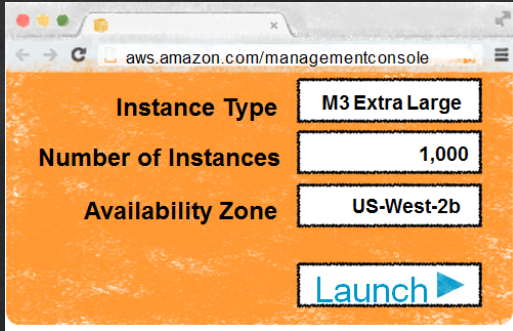 aws.amazon.com/managementconsole
Instance Type M3 Extra Large
Number of Instances 1,000
Availability Zone US-West-2b
Launch